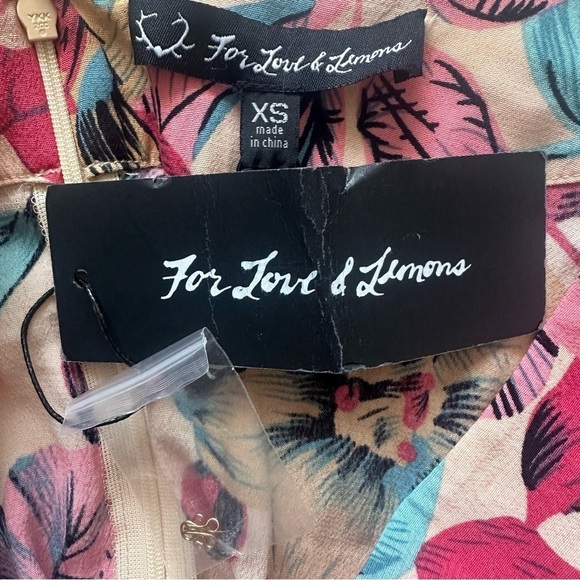 YKK
For Love & Lemons
XS
made
in china
For Love & Lemons